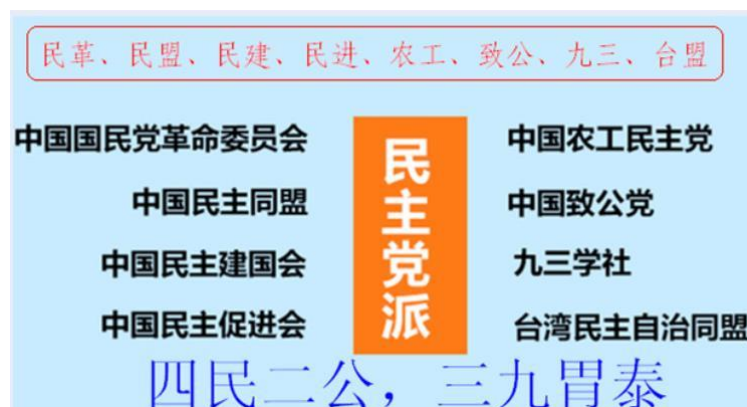 民革、民盟、民建、民进、农工、致公、九三、台盟
中国国民党革命委员会
中国民主同盟
中国民主建国会
中国民主促进会
民主党派
中国农工民主党
中国致公党
九三学社
台湾民主自治同盟
四民二公，三九胃泰